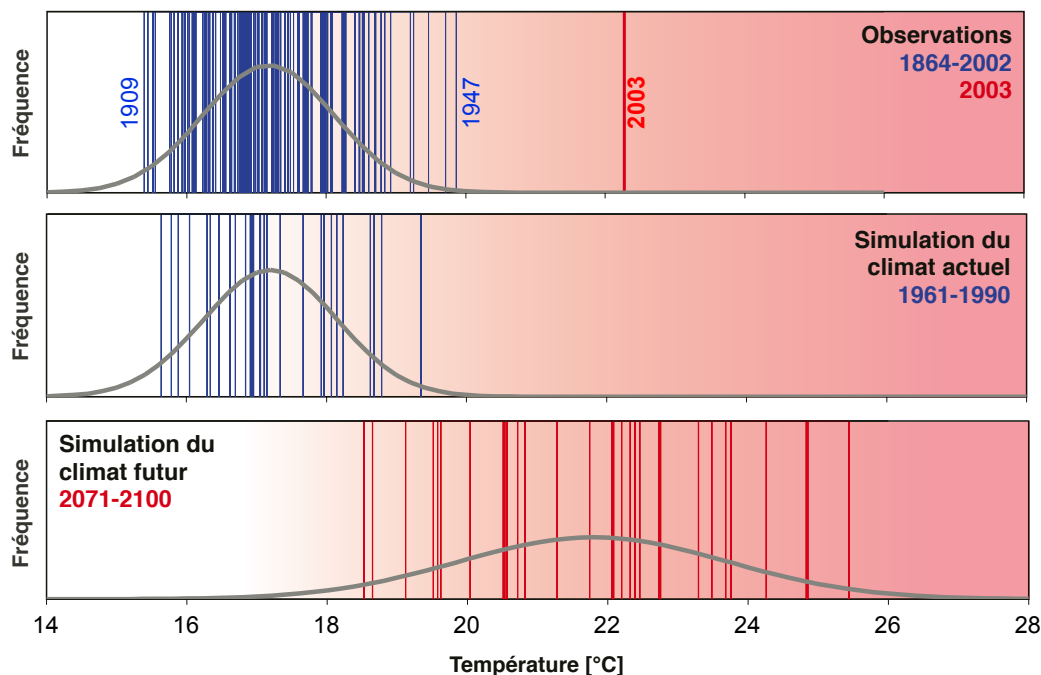 Fréquence
1909
1947
2003
Observations
1864-2002
2003
Fréquence
Simulation du
climat actuel
1961-1990
Fréquence
Simulation du
climat futur
2071-2100
14 16 18 20 22 24 26 28
Température [°C]